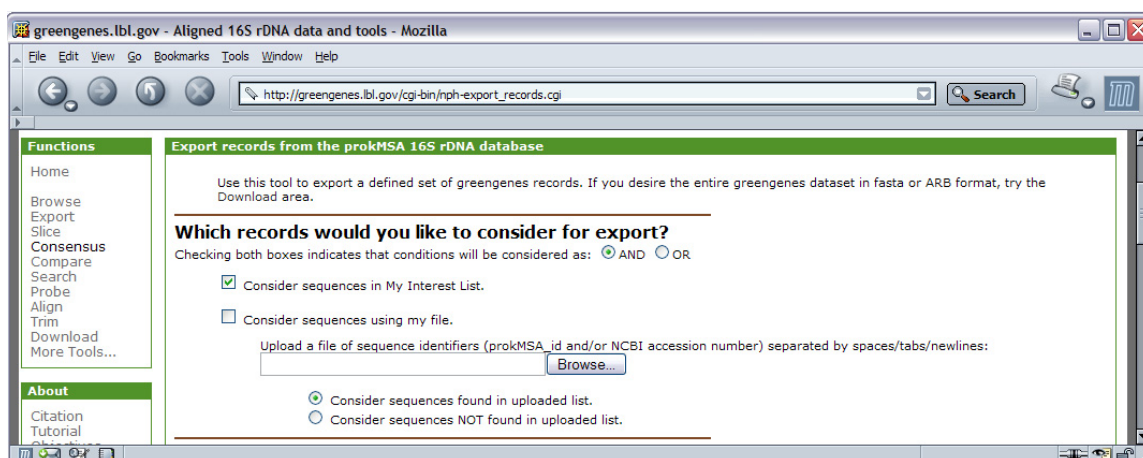 greengenes.lbl.gov - Aligned 16S rDNA data and tools - Mozilla
File Edit View Go Bookmarks Tools Window Help
http://greengenes.lbl.gov/cgi-bin/nph-export_records.cgi
Search
Functions
Home
Browse
Export
Slice
Consensus
Compare
Search
Probe
Align
Trim
Download
More Tools...
About
Citation
Tutorial
Objectives
Export records from the prokMSA 16S rDNA database
Use this tool to export a defined set of greengenes records. If you desire the entire greengenes dataset in fasta or ARB format, try the
Download area.
Which records would you like to consider for export?
Checking both boxes indicates that conditions will be considered as: AND OR
Consider sequences in My Interest List.
Consider sequences using my file.
Upload a file of sequence identifiers (prokMSA_id and/or NCBI accession number) separated by spaces/tabs/newlines:
Browse...
Consider sequences found in uploaded list.
Consider sequences NOT found in uploaded list.